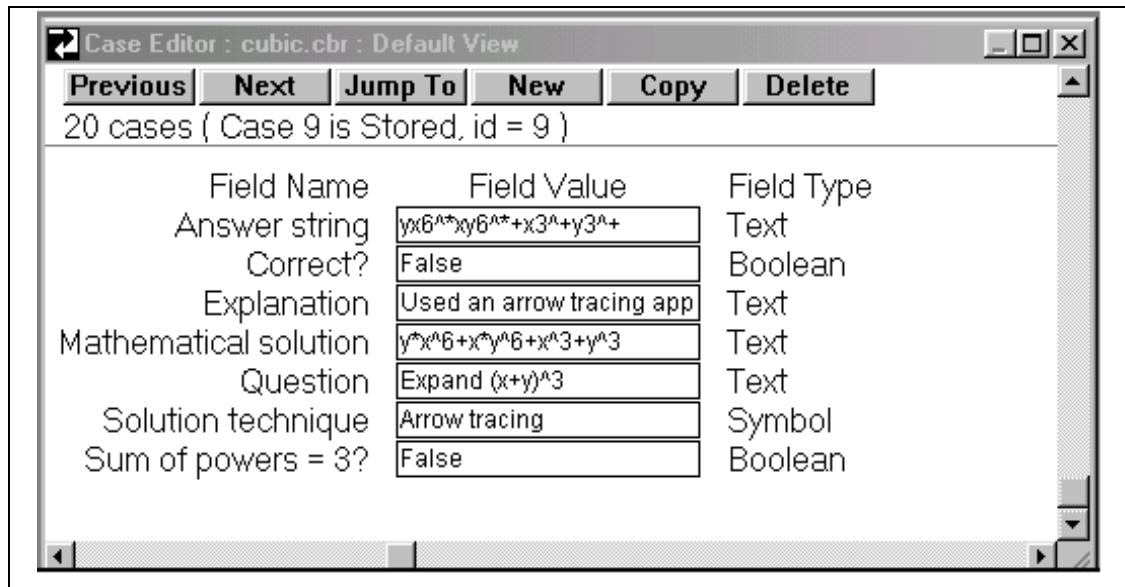 Case Editor : cubic.cbr : Default View
Previous Next Jump To New Copy Delete
20 cases ( Case 9 is Stored, id = 9 )
Field Name Field Value Field Type
Answer string yx6^*xy6^*+x3^+y3^+ Text
Correct? False Boolean
Explanation Used an arrow tracing app Text
Mathematical solution y*x^6+x*y^6+x^3+y^3 Text
Question Expand (x+y)^3 Text
Solution technique Arrow tracing Symbol
Sum of powers = 3? False Boolean